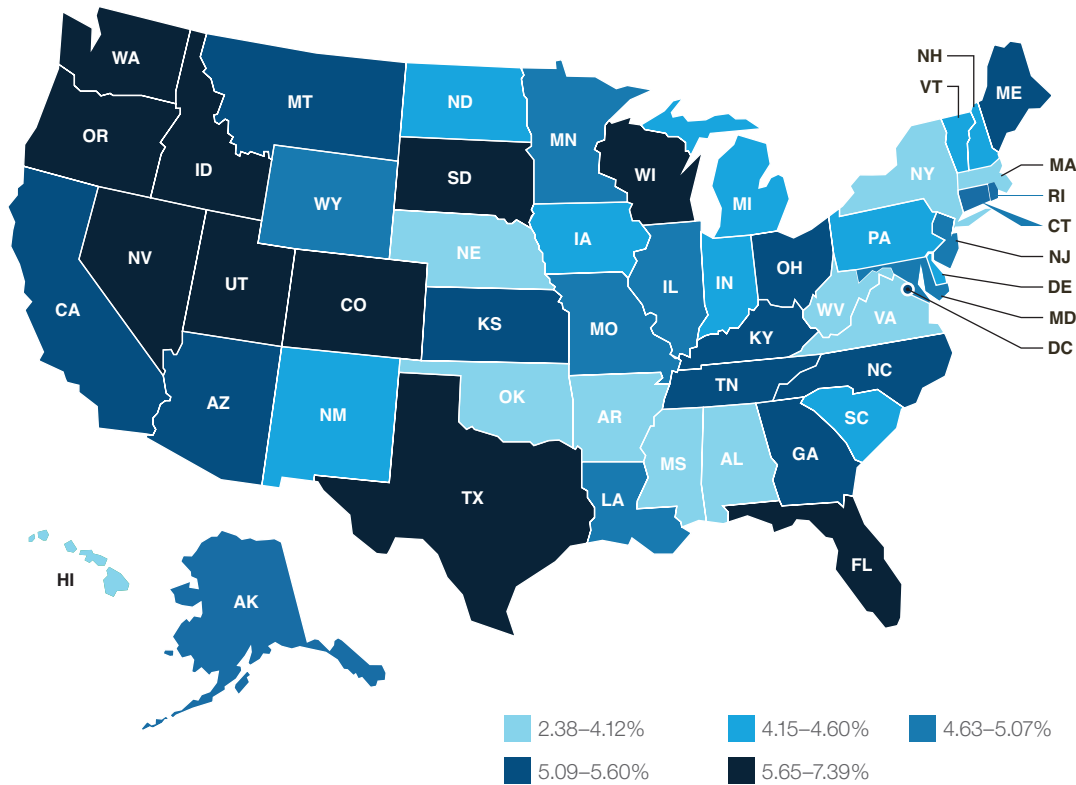 NH
WA
VT
ME
MT
ND
OR
MN
MA
ID
WI
NY
SD
RI
WY
MI
CT
PA
IA
NE
NJ
NV
OH
UT
IL
IN
DE
CO
WV
CA
VA
MD
KS
MO
KY
DC
NC
TN
OK
AZ
NM
AR
SC
GA
MS
AL
TX
LA
FL
HI
AK
2.38–4.12%
4.15–4.60%
4.63–5.07%
5.09–5.60%
5.65–7.39%